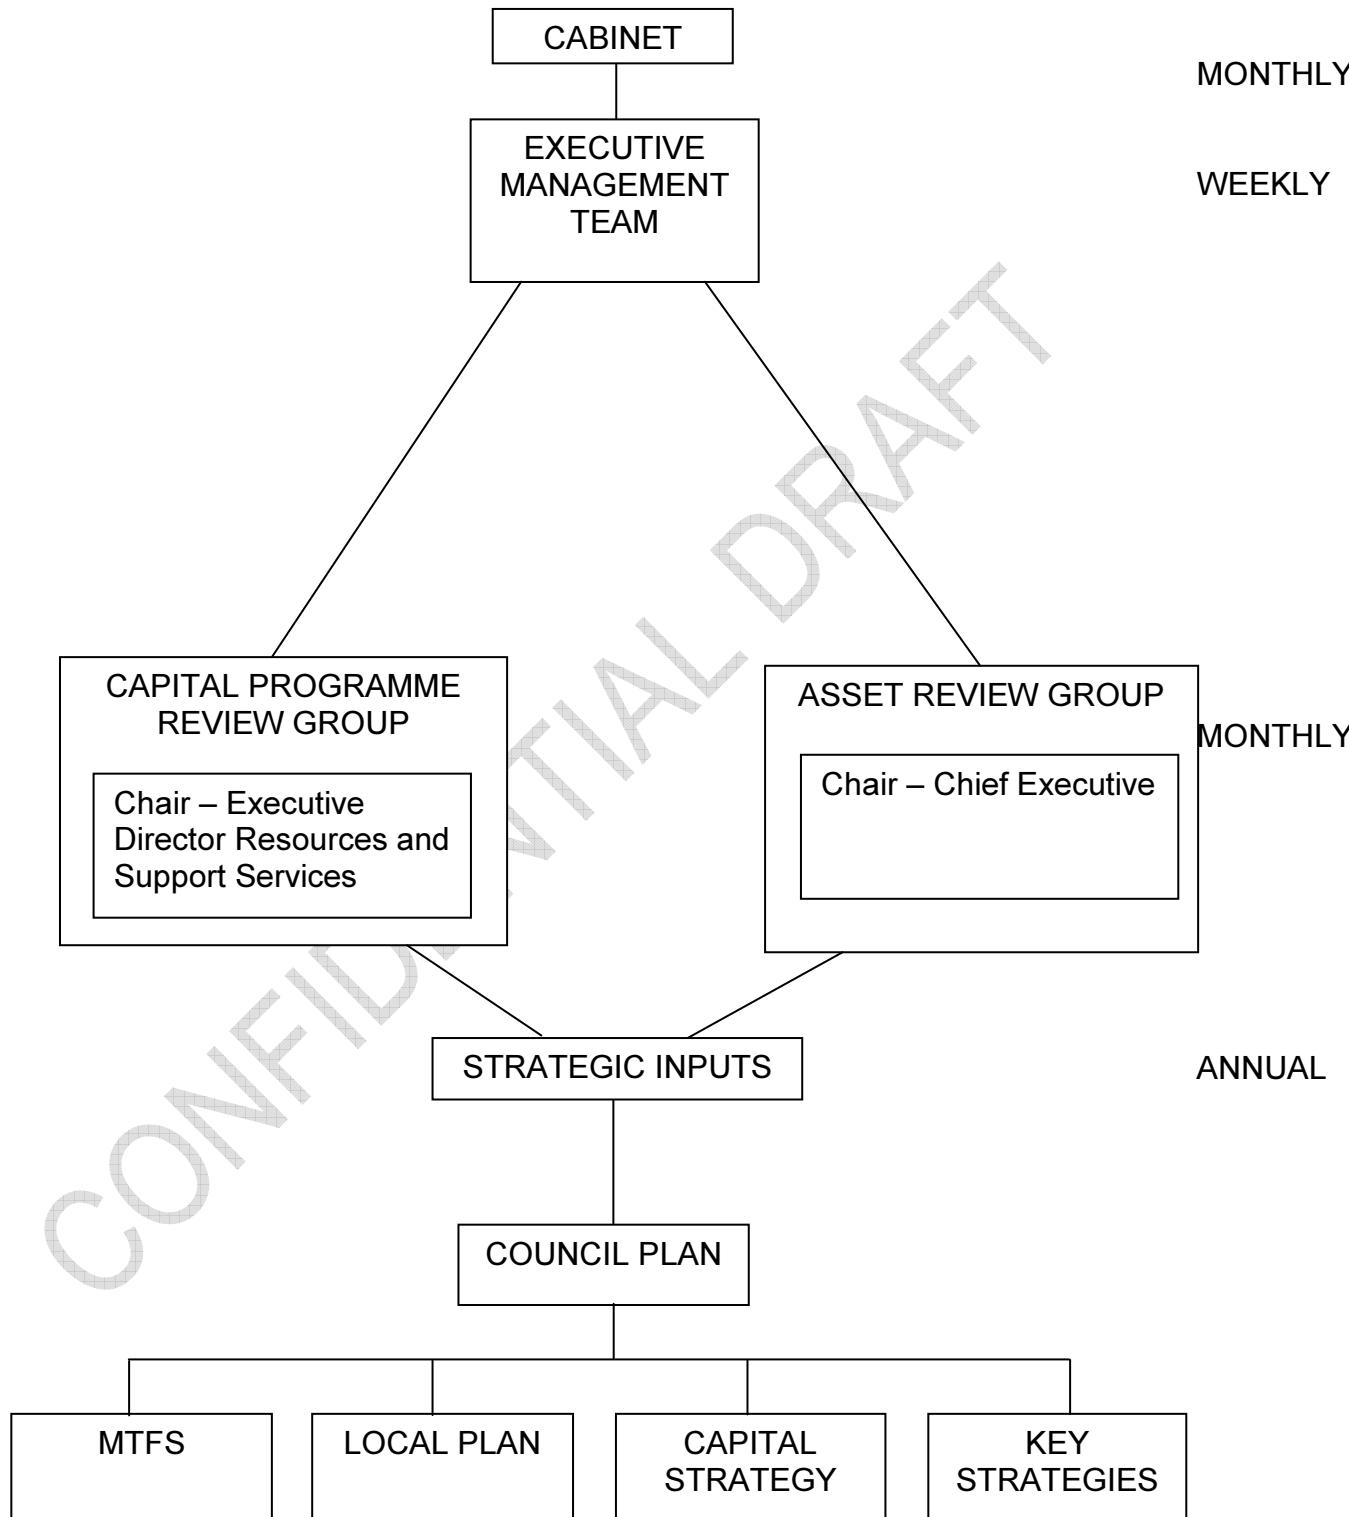 CABINET
MONTHLY
EXECUTIVE
MANAGEMENT
TEAM
WEEKLY
CAPITAL PROGRAMME
REVIEW GROUP
ASSET REVIEW GROUP
MONTHLY
Chair – Executive
Director Resources and
Support Services
Chair – Chief Executive
CONFIDENTIAL DRAFT
STRATEGIC INPUTS
ANNUAL
COUNCIL PLAN
MTFS
LOCAL PLAN
CAPITAL
STRATEGY
KEY
STRATEGIES